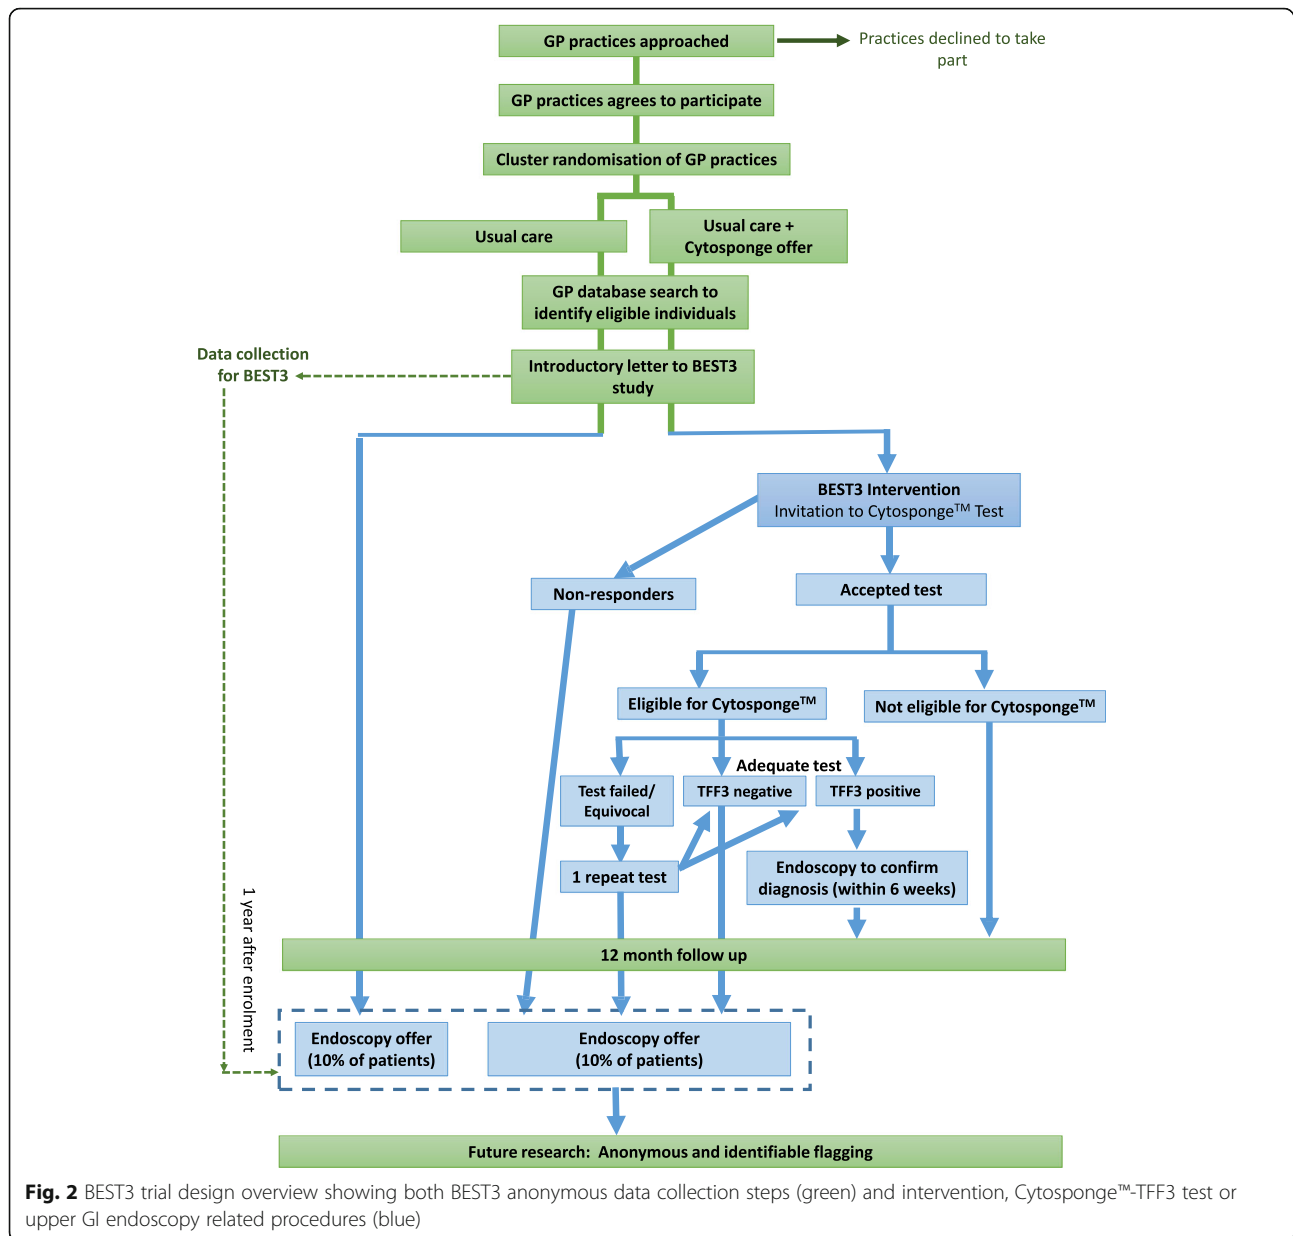 GP practices approached
Practices declined to take
part
GP practices agrees to participate
Cluster randomisation of GP practices
Usual care
Usual care +
Cytosponge offer
GP database search to
identify eligible individuals
Data collection
for BEST3
Introductory letter to BEST3
study
BEST3 Intervention
Invitation to Cytosponge™ Test
Non-responders
Accepted test
Eligible for Cytosponge™
Not eligible for Cytosponge™
Adequate test
Test failed/
Equivocal
TFF3 negative
TFF3 positive
1 repeat test
Endoscopy to confirm
diagnosis (within 6 weeks)
1 year after enrolment
12 month follow up
Endoscopy offer
(10% of patients)
Endoscopy offer
(10% of patients)
Future research: Anonymous and identifiable flagging
Fig. 2 BEST3 trial design overview showing both BEST3 anonymous data collection steps (green) and intervention, Cytosponge™-TFF3 test or
upper GI endoscopy related procedures (blue)